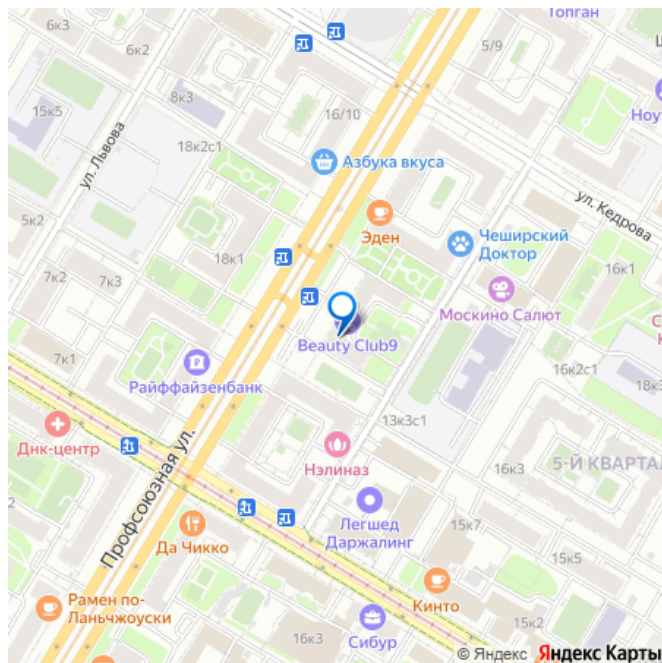 Топган
6к3
6к2
5/9
8к3
15к5
16/10
Ноу
ул. Львова
18к2с1
Азбука вкуса
ул. Кедрова
5к2
Эден
Чеширский
Доктор
18к1
16к1
7к2
7к3
Москино Салют
Beauty Club9
7к1
Райффайзенбанк
16к2с1
18к3
Днк-центр
13к3с1
Профсоюзная ул.
Нэлиназ
16к3
5-Й КВАРТАЛ
Легшед
Даржалинг
15к7
Да Чикко
15к5
Рамен по-
Ланьчжоуски
Кинто
15к2
16к3
Сибур
© Яндекс Яндекс Карты